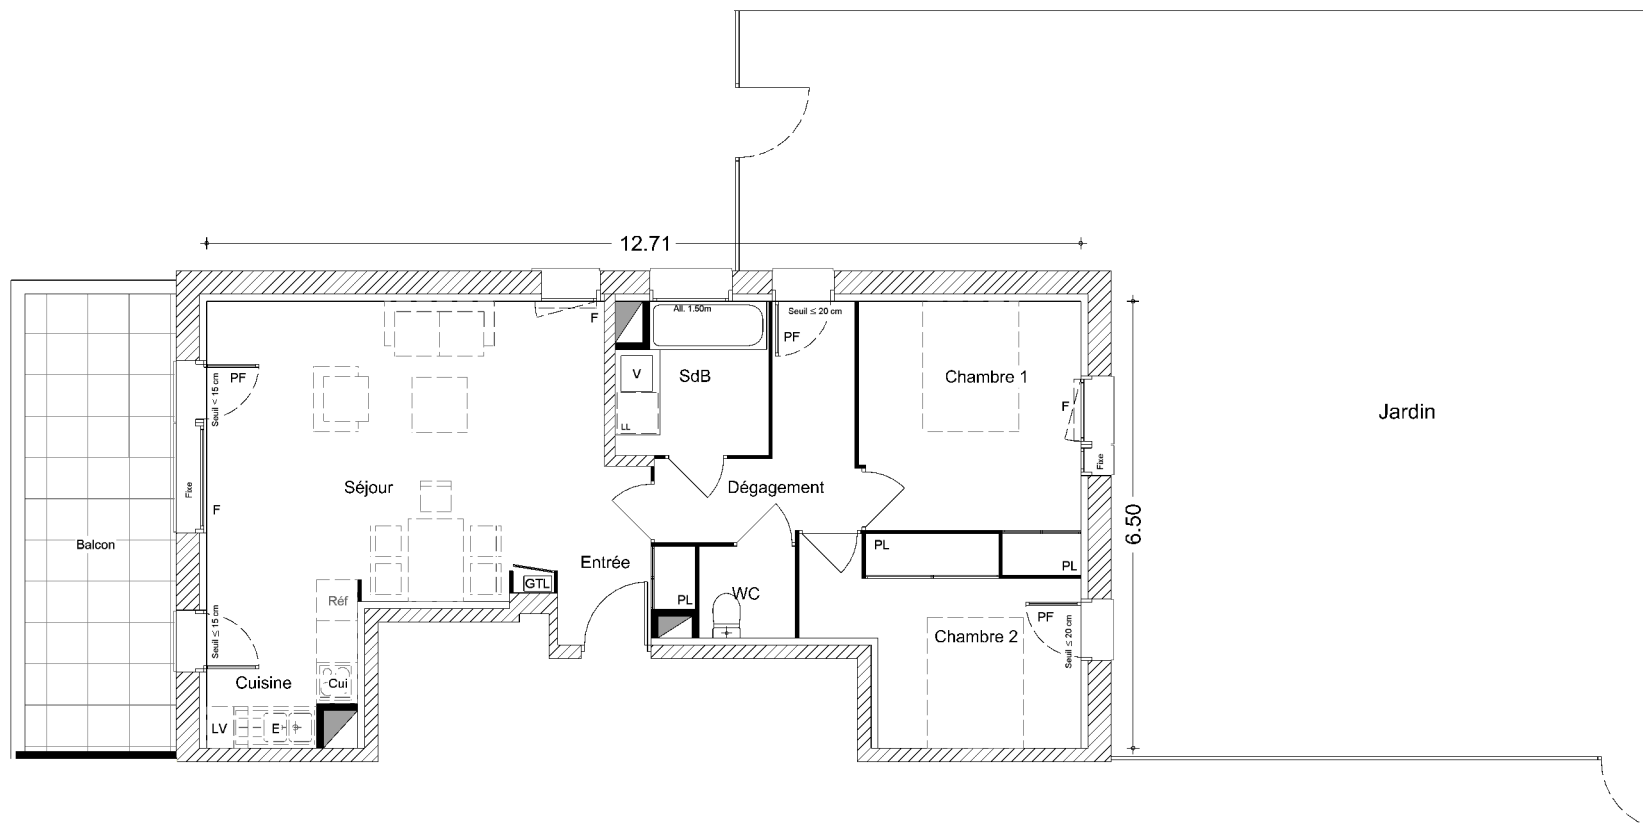 12.71
All. 1.50m
Seuil ≤ 20 cm
F
PF
PF
V
SdB
Chambre 1
Seuil < 15 cm
F
Jardin
LL
Fixe
Fixe
Séjour
Dégagement
F
6.50
Balcon
PL
Entrée
PL
GTL
Réf
PL
WC
PF
Seuil ≤ 15 cm
Chambre 2
Seuil ≤ 20 cm
Cuisine
Cui
LV
E